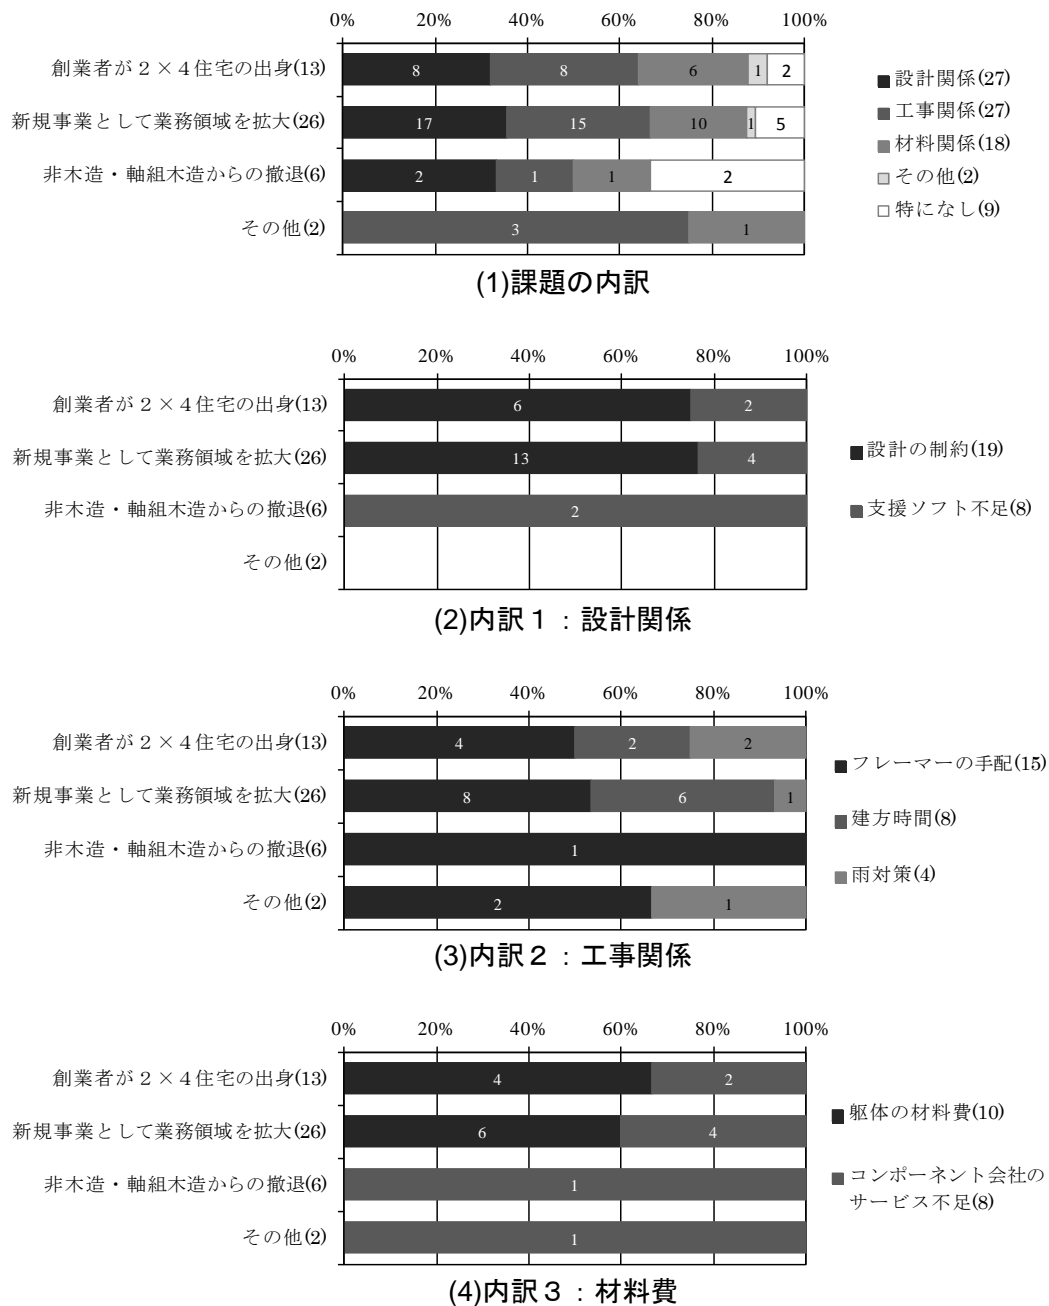 0% 20% 40% 60% 80% 100%
創業者が２×４住宅の出身(13) 8 8 6 1 2
新規事業として業務領域を拡大(26) 17 15 10 1 5
非木造・軸組木造からの撤退(6) 2 1 1 2
その他(2) 3 1
設計関係(27)
工事関係(27)
材料関係(18)
その他(2)
特になし(9)
(1)課題の内訳
0% 20% 40% 60% 80% 100%
創業者が２×４住宅の出身(13) 6 2
新規事業として業務領域を拡大(26) 13 4
非木造・軸組木造からの撤退(6) 2
その他(2)
設計の制約(19)
支援ソフト不足(8)
(2)内訳１：設計関係
0% 20% 40% 60% 80% 100%
創業者が２×４住宅の出身(13) 4 2 2
新規事業として業務領域を拡大(26) 8 6 1
非木造・軸組木造からの撤退(6) 1
その他(2) 2 1
フレーマーの手配(15)
建方時間(8)
雨対策(4)
(3)内訳２：工事関係
0% 20% 40% 60% 80% 100%
創業者が２×４住宅の出身(13) 4 2
新規事業として業務領域を拡大(26) 6 4
非木造・軸組木造からの撤退(6) 1
その他(2) 1
躯体の材料費(10)
コンポーネント会社の
サービス不足(8)
(4)内訳３：材料費